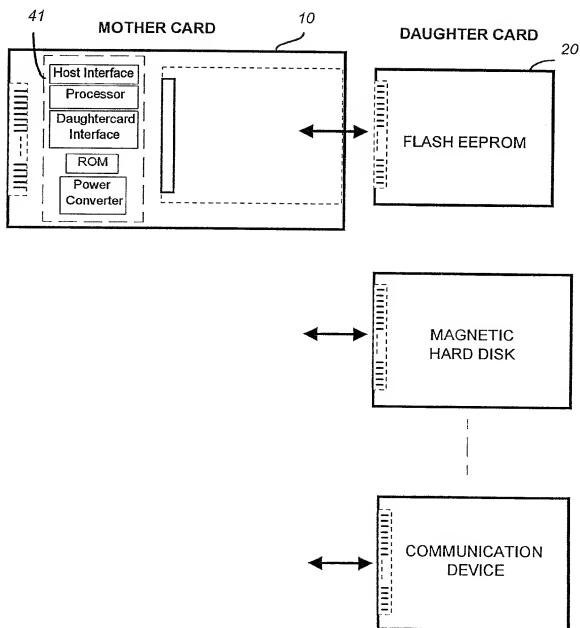 MOTHER CARD
10
41
Host Interface
Processor
Daughtercard
Interface
ROM
Power
Converter
DAUGHTER CARD
20
FLASH EEPROM
MAGNETIC
HARD DISK
COMMUNICATION
DEVICE